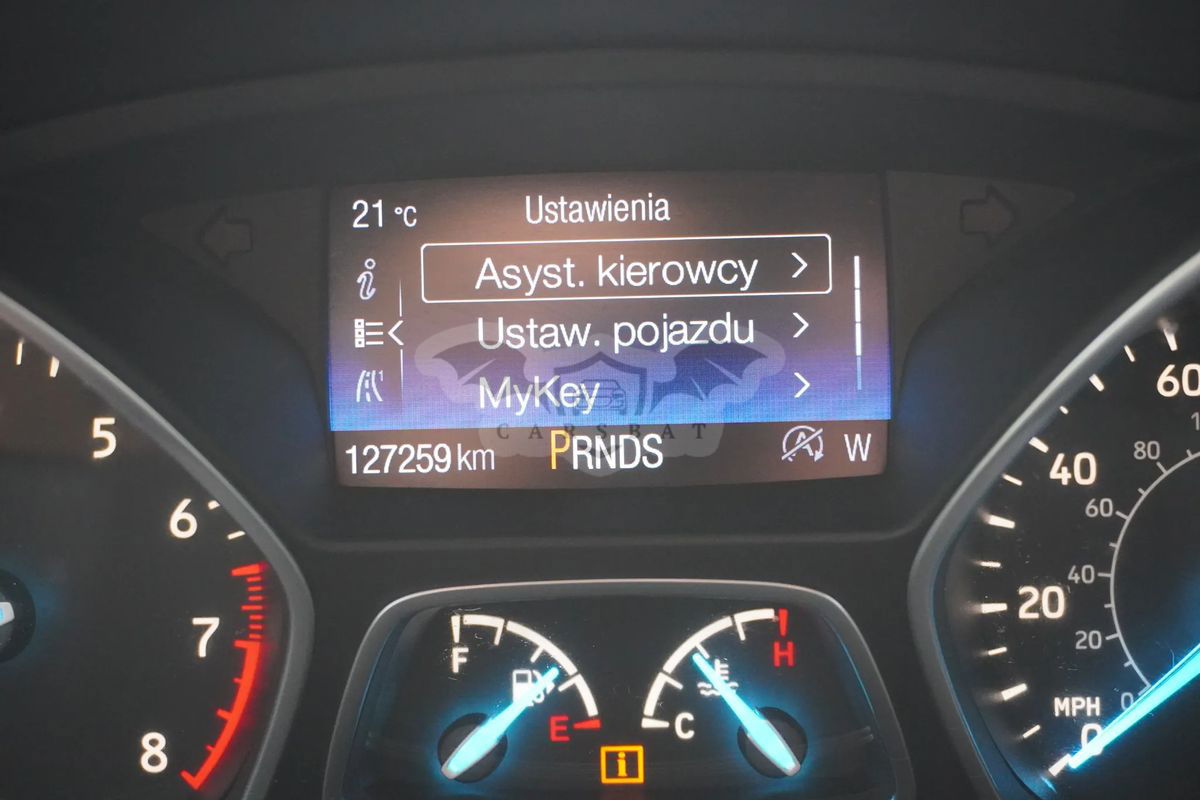 21 °C
Ustawienia
Asyst. kierowcy
Ustaw. pojazdu
MyKey
CARSBAT
127259 km
PRNDS
A
W
5
6
7
8
F
E
C
H
i
60
40
20
0
MPH
80
60
40
20
0